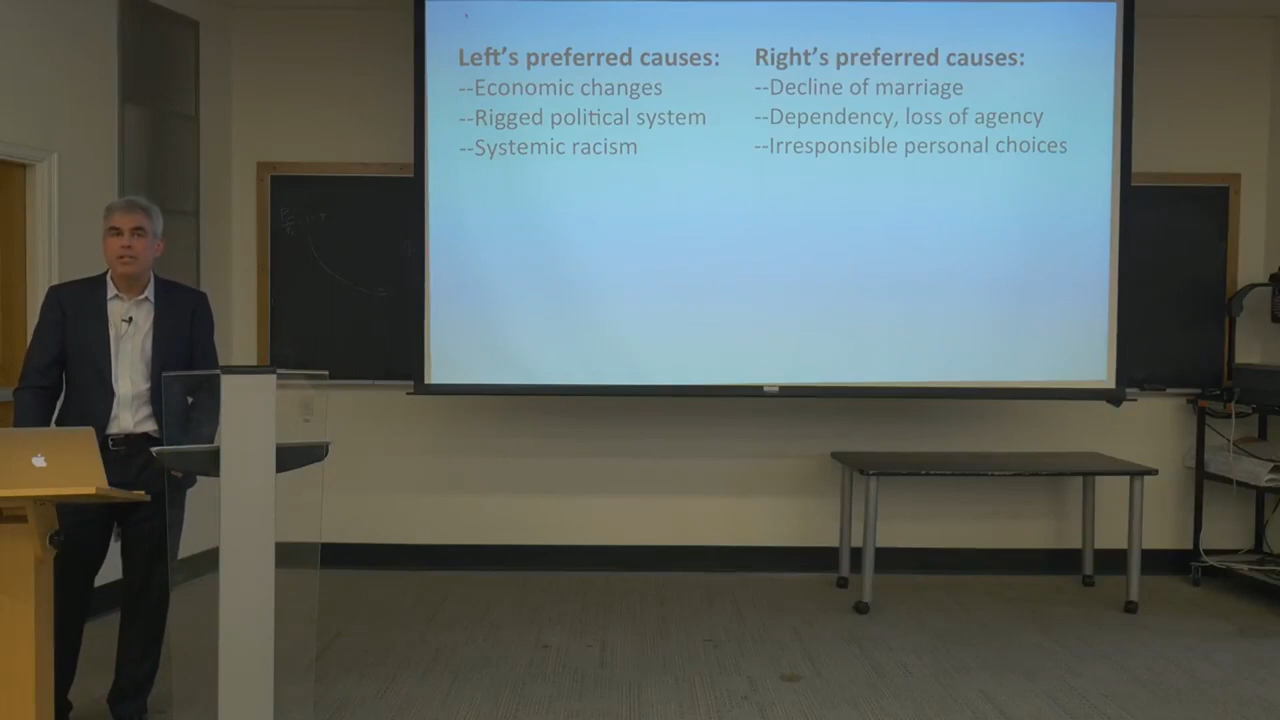 Left's preferred causes:
--Economic changes
--Rigged political system
--Systemic racism
Right's preferred causes:
--Decline of marriage
--Dependency, loss of agency
--Irresponsible personal choices